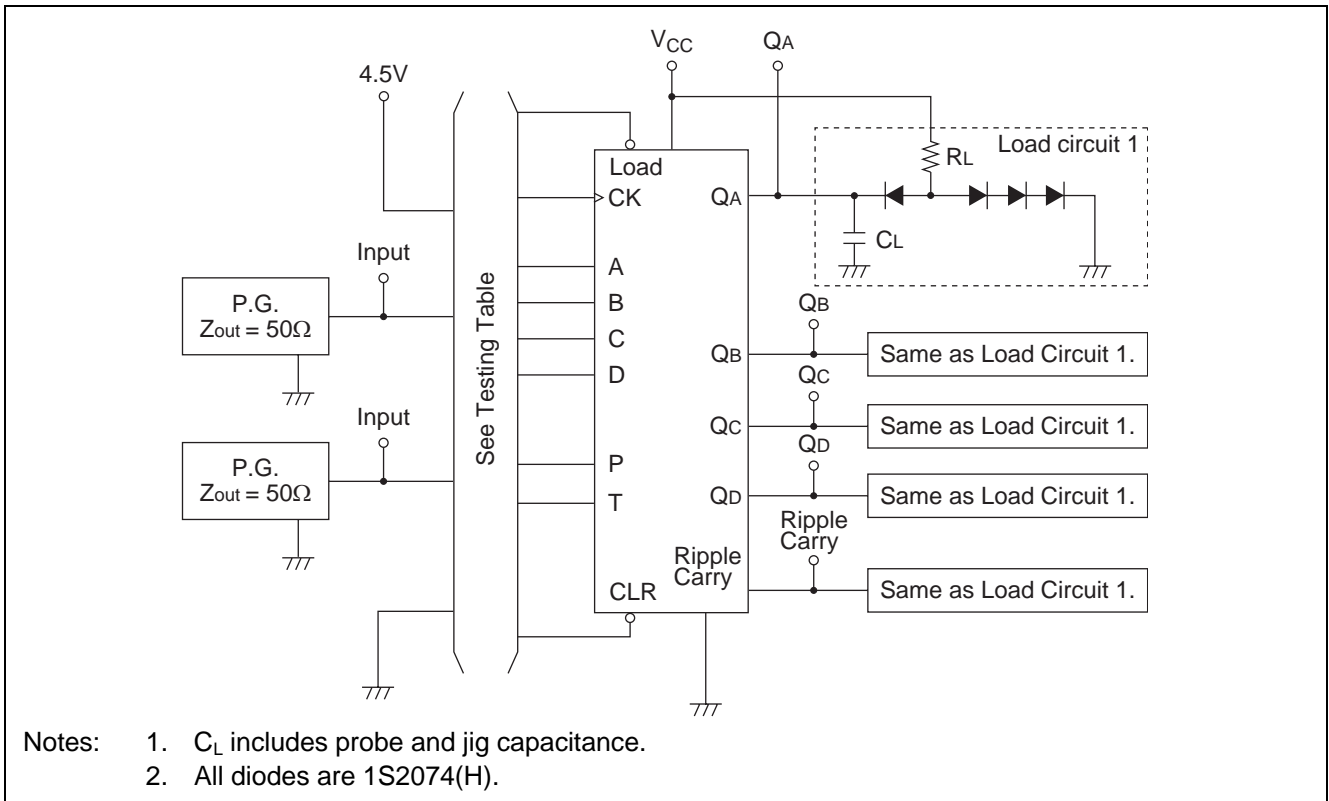 V_CC
QA
4.5V
Load circuit 1
RL
Load
CK
QA
CL
Input
A
P.G.
Zout = 50Ω
B
C
D
See Testing Table
QB
QB
Same as Load Circuit 1.
QC
QC
Same as Load Circuit 1.
Input
P.G.
Zout = 50Ω
P
T
QD
QD
Same as Load Circuit 1.
Ripple
Carry
Ripple
Carry
Same as Load Circuit 1.
CLR
Notes: 1. C_L includes probe and jig capacitance.
2. All diodes are 1S2074(H).